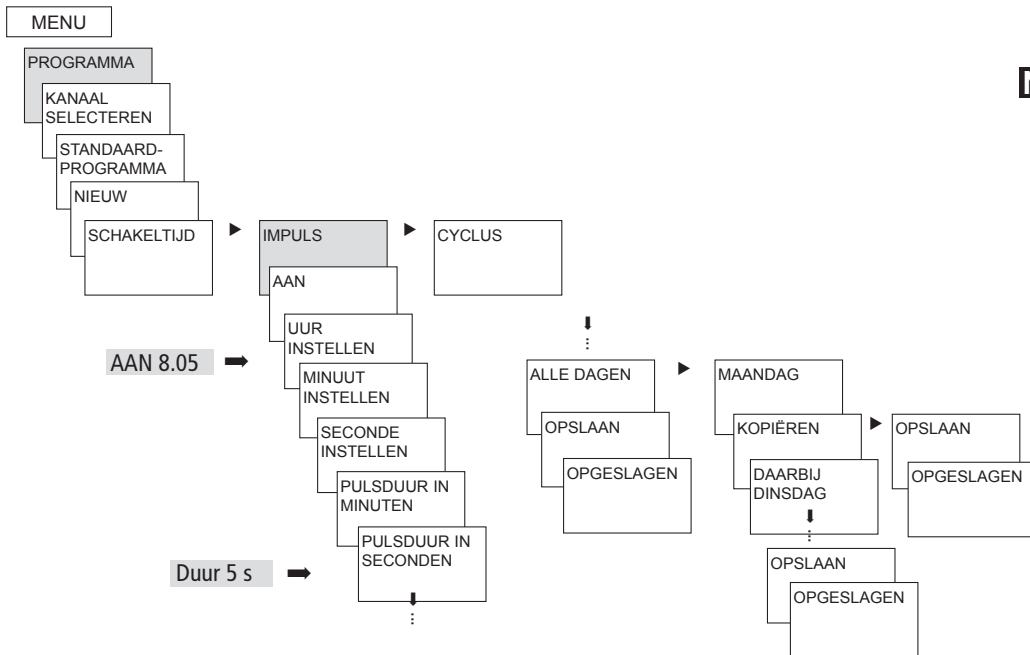 MENU
PROGRAMMA
KANAAL
SELECTEREN
STANDAARD-
PROGRAMMA
NIEUW
SCHAKELTIJD
IMPULS
CYCLUS
AAN
UUR
INSTELLEN
AAN 8.05
MINUUT
INSTELLEN
SECONDE
INSTELLEN
PULSDUUR IN
MINUTEN
PULSDUUR IN
SECONDEN
Duur 5 s
ALLE DAGEN
OPSLAAN
OPGESLAGEN
MAANDAG
KOPIËREN
DAARBIJ
DINSDAG
OPSLAAN
OPGESLAGEN
OPSLAAN
OPGESLAGEN